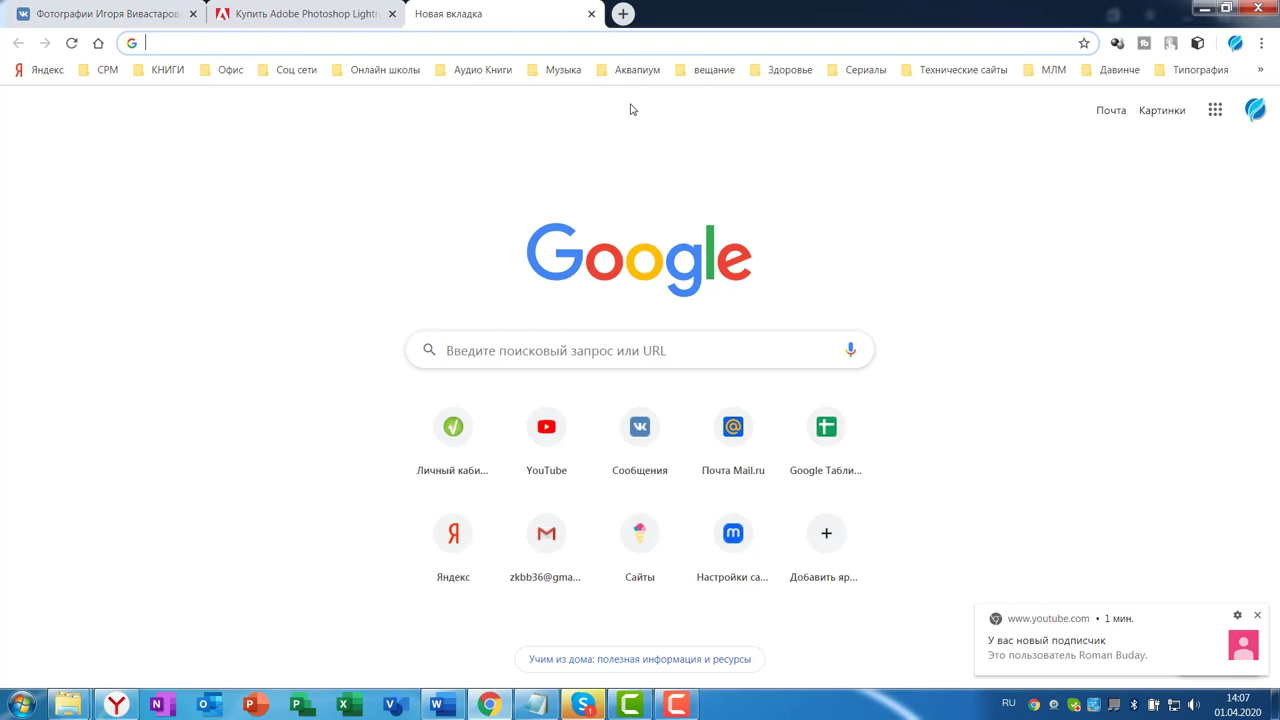 Фотографии Игоря Вивастаров
Купить Adobe Photoshop Lightr
Новая вкладка
Яндекс
СРМ
КНИГИ
Офис
Соц сети
Онлайн школы
Аудио Книги
Музыка
Аквапиум
вещание
Здоровье
Сериалы
Технические сайты
МЛМ
Давинче
Типография
»
Почта
Картинки
Google
Введите поисковый запрос или URL
Личный каби...
YouTube
Сообщения
Почта Mail.ru
Google Табли...
Яндекс
zkbb36@gma...
Сайты
Настройки са...
Добавить яр...
www.youtube.com • 1 мин.
У вас новый подписчик
Это пользователь Roman Buday.
Учим из дома: полезная информация и ресурсы
RU
14:07
01.04.2020